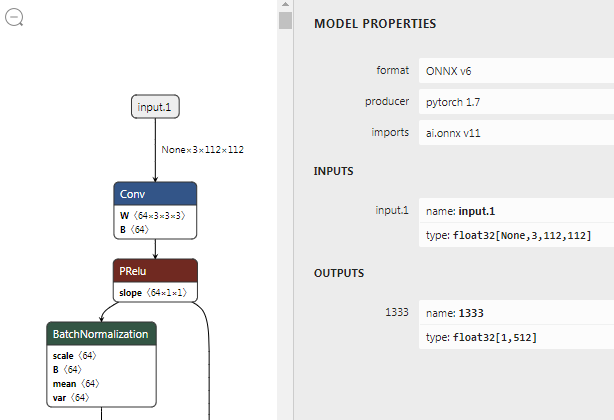 input.1
None×3×112×112
Conv
W ⟨64×3×3×3⟩
B ⟨64⟩
PRelu
slope ⟨64×1×1⟩
BatchNormalization
scale ⟨64⟩
B ⟨64⟩
mean ⟨64⟩
var ⟨64⟩
MODEL PROPERTIES
format ONNX v6
producer pytorch 1.7
imports ai.onnx v11
INPUTS
input.1 name: input.1
type: float32[None,3,112,112]
OUTPUTS
1333 name: 1333
type: float32[1,512]